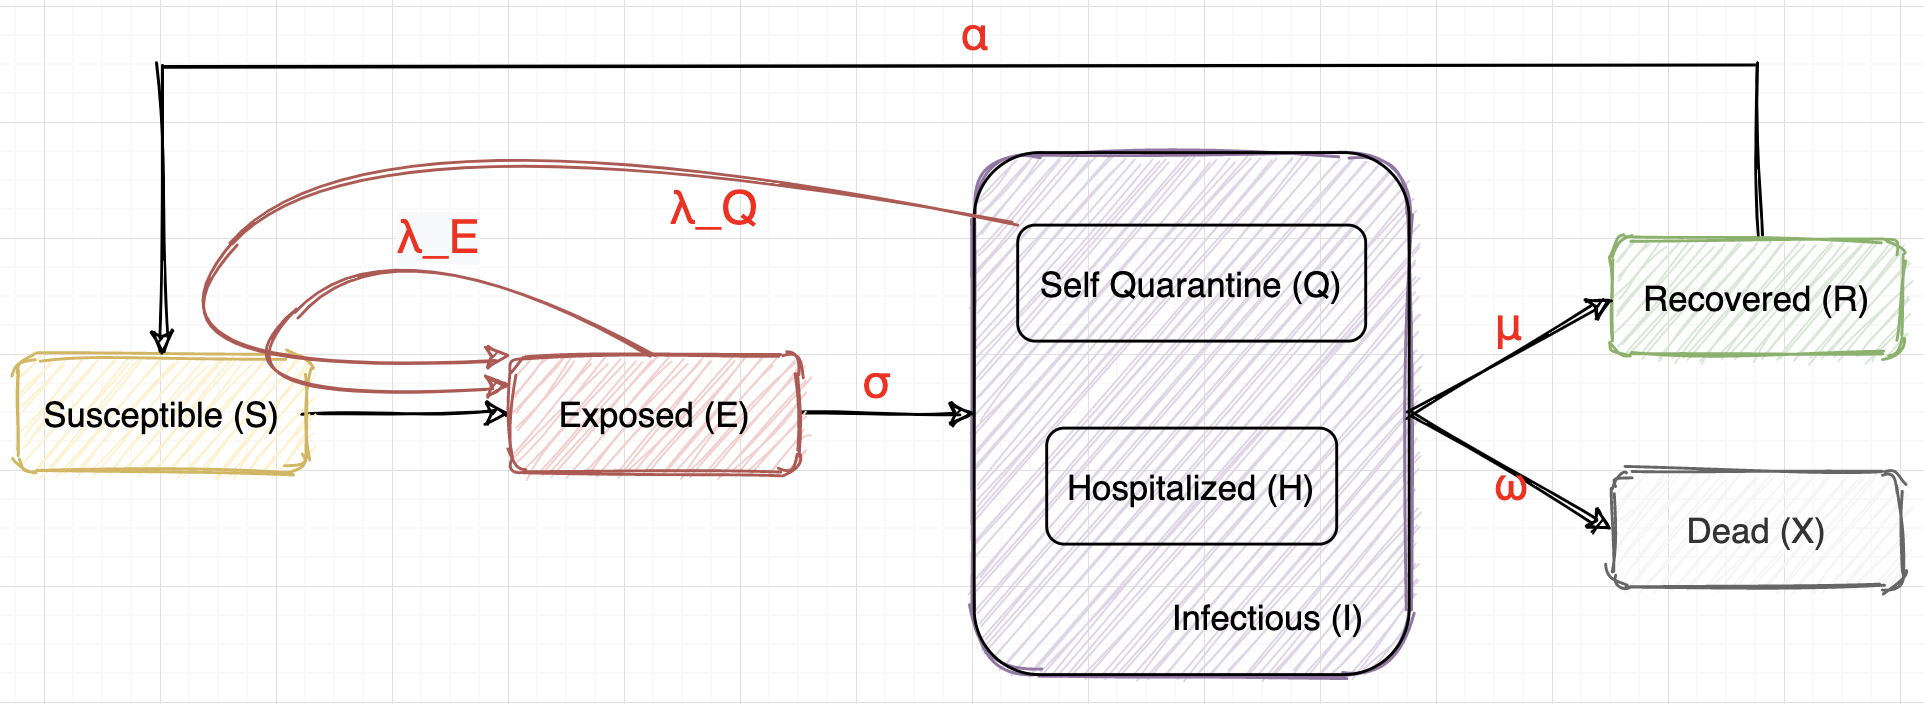 α
λ_Q
λ_E
Self Quarantine (Q)
Recovered (R)
μ
σ
Susceptible (S)
Exposed (E)
Hospitalized (H)
ω
Dead (X)
Infectious (I)